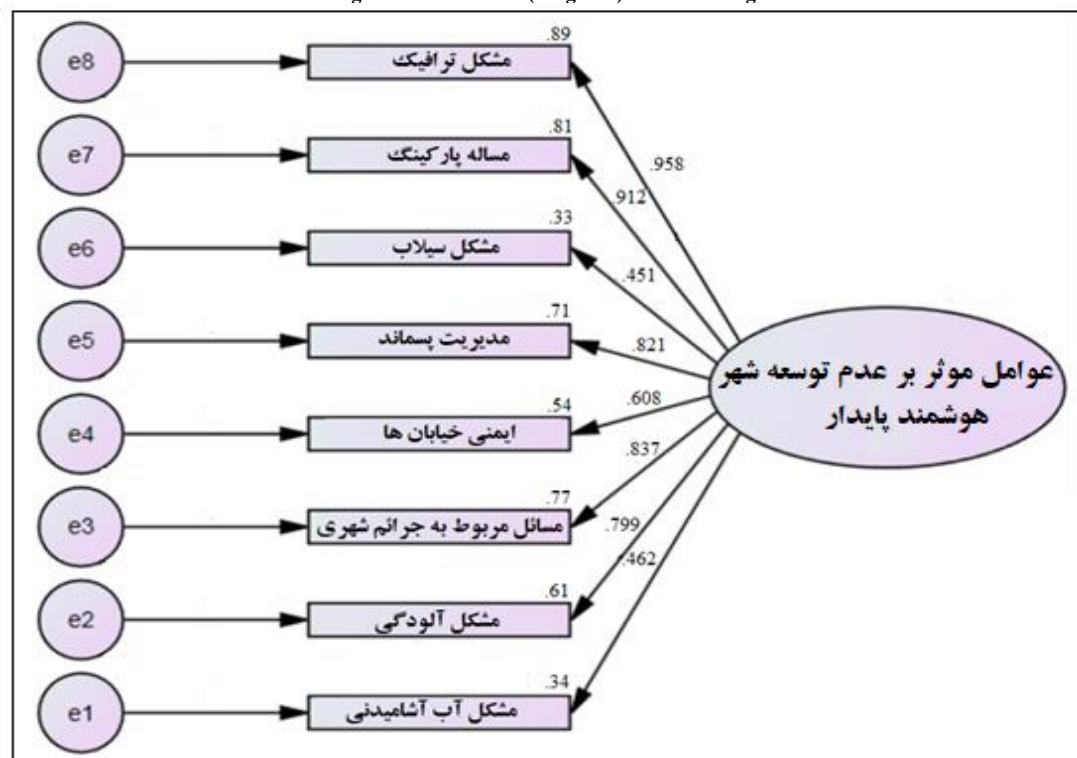 .89
e8
مشکل ترافیک
.958
.81
e7
مساله پارکینگ
.912
.33
e6
مشکل سیلاب
.451
.71
e5
مدیریت پسماند
.821
عوامل موثر بر عدم توسعه شهر
هوشمند پایدار
.54
e4
ایمنی خیابان ها
.608
.77
e3
مسائل مربوط به جرائم شهری
.837
.61
e2
مشکل آلودگی
.799
.34
e1
مشکل آب آشامیدنی
.462